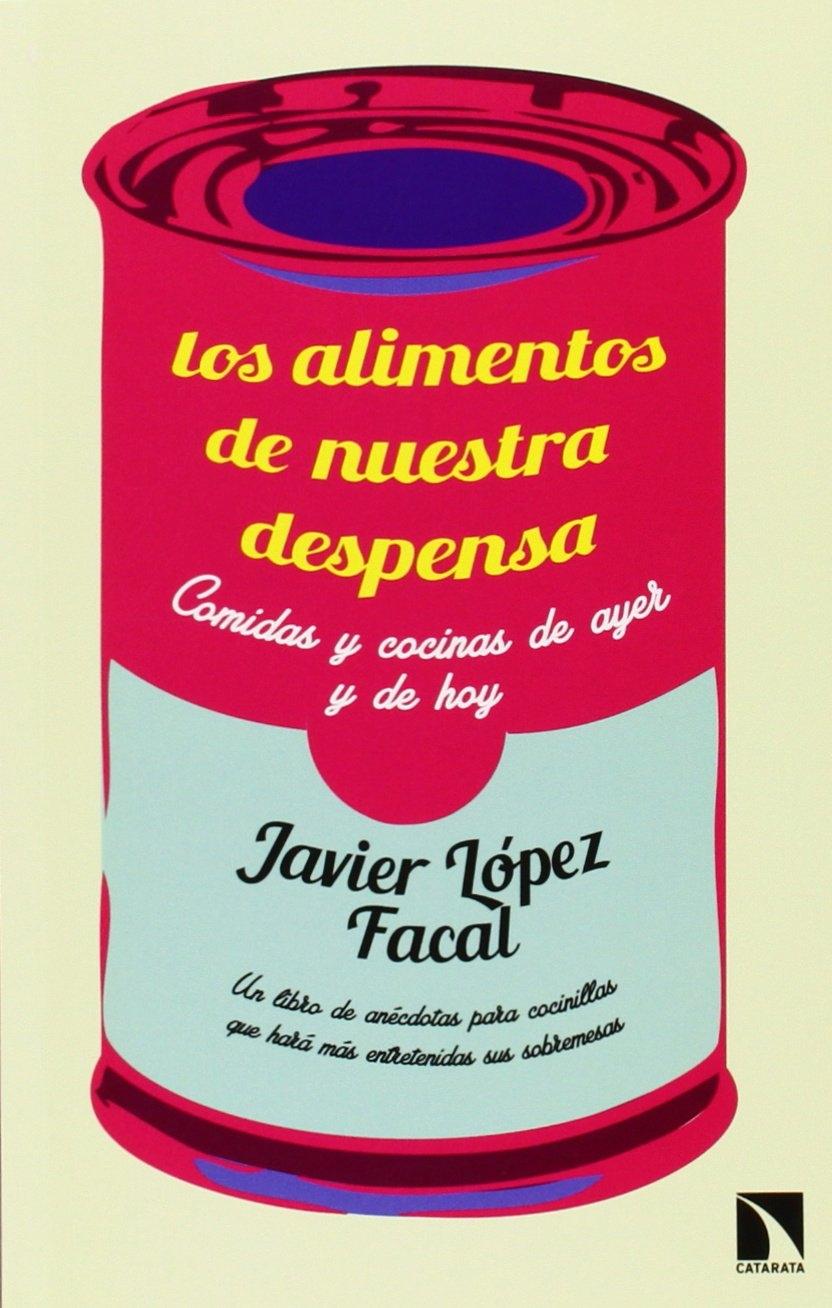 los alimentos
de nuestra
despensa
Comidas y cocinas de ayer
y de hoy
Javier López
Facal
Un libro de anécdotas para cocinillas
que hará más entretenidas sus sobremesas
CATARATA